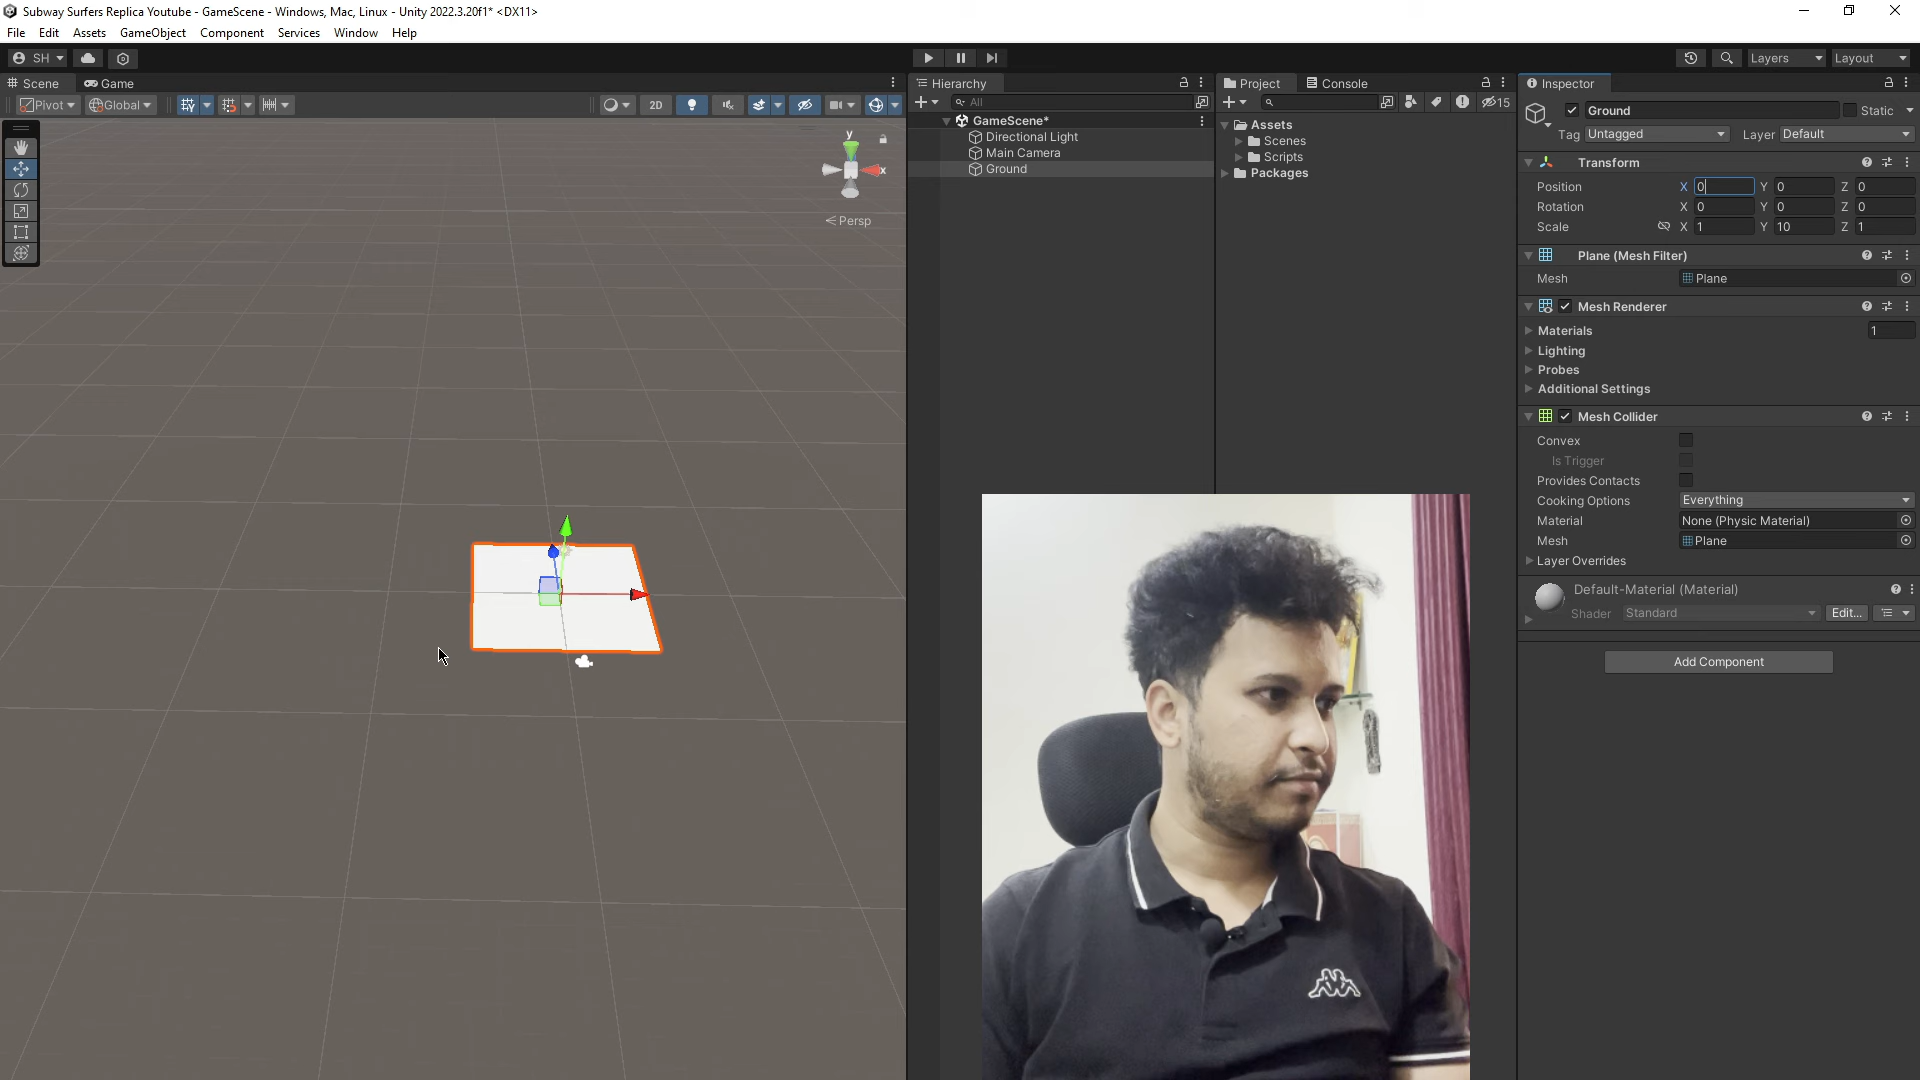 Subway Surfers Replica Youtube - GameScene - Windows, Mac, Linux - Unity 2022.3.20f1* <DX11>
File Edit Assets GameObject Component Services Window Help
SH Layers Layout
Scene Game
Pivot Global 2D
y
x
Persp
Hierarchy
All
GameScene*
Directional Light
Main Camera
Ground
Project Console
15
Assets
Scenes
Scripts
Packages
Inspector
Ground Static
Tag Untagged Layer Default
Transform
Position X 0 Y 0 Z 0
Rotation X 0 Y 0 Z 0
Scale X 1 Y 10 Z 1
Plane (Mesh Filter)
Mesh Plane
Mesh Renderer
Materials 1
Lighting
Probes
Additional Settings
Mesh Collider
Convex
Is Trigger
Provides Contacts
Cooking Options Everything
Material None (Physic Material)
Mesh Plane
Layer Overrides
Default-Material (Material)
Shader Standard Edit...
Add Component